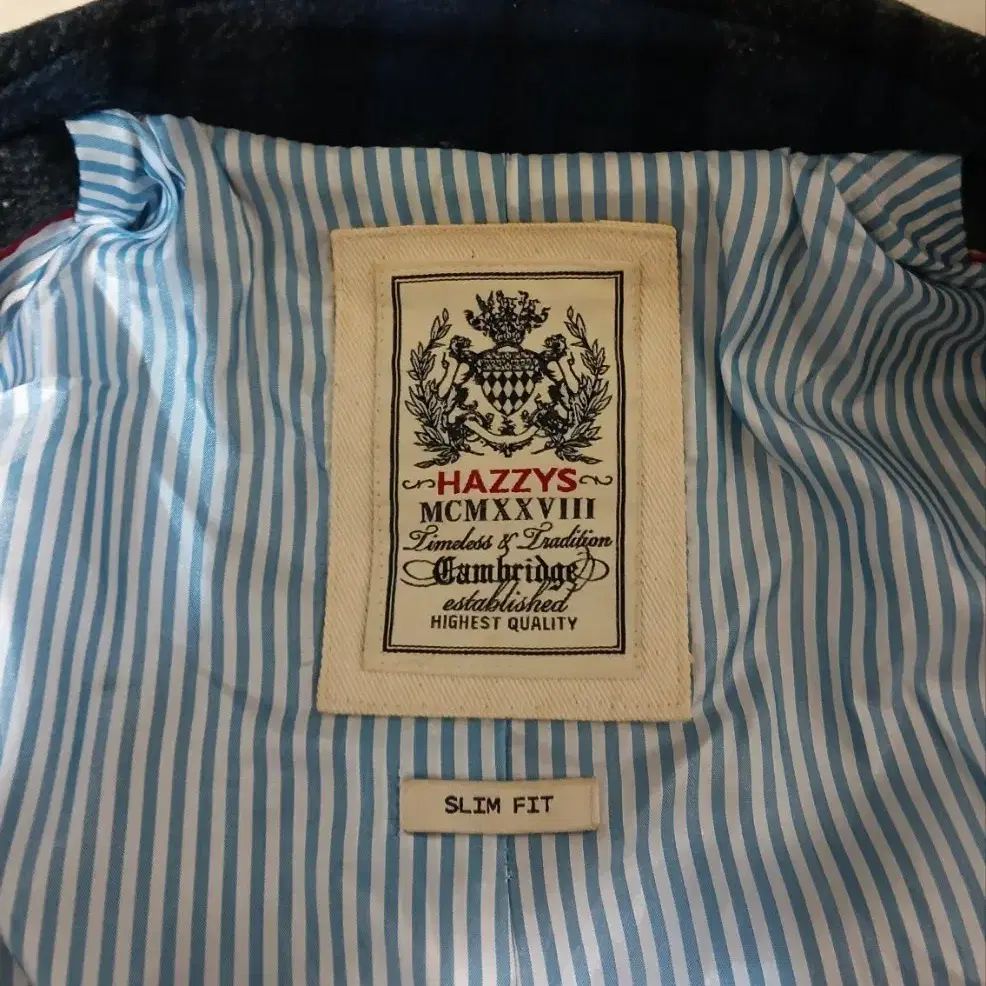 HAZZYS
MCMXXVIII
Timeless & Tradition
Cambridge
established
HIGHEST QUALITY
SLIM FIT